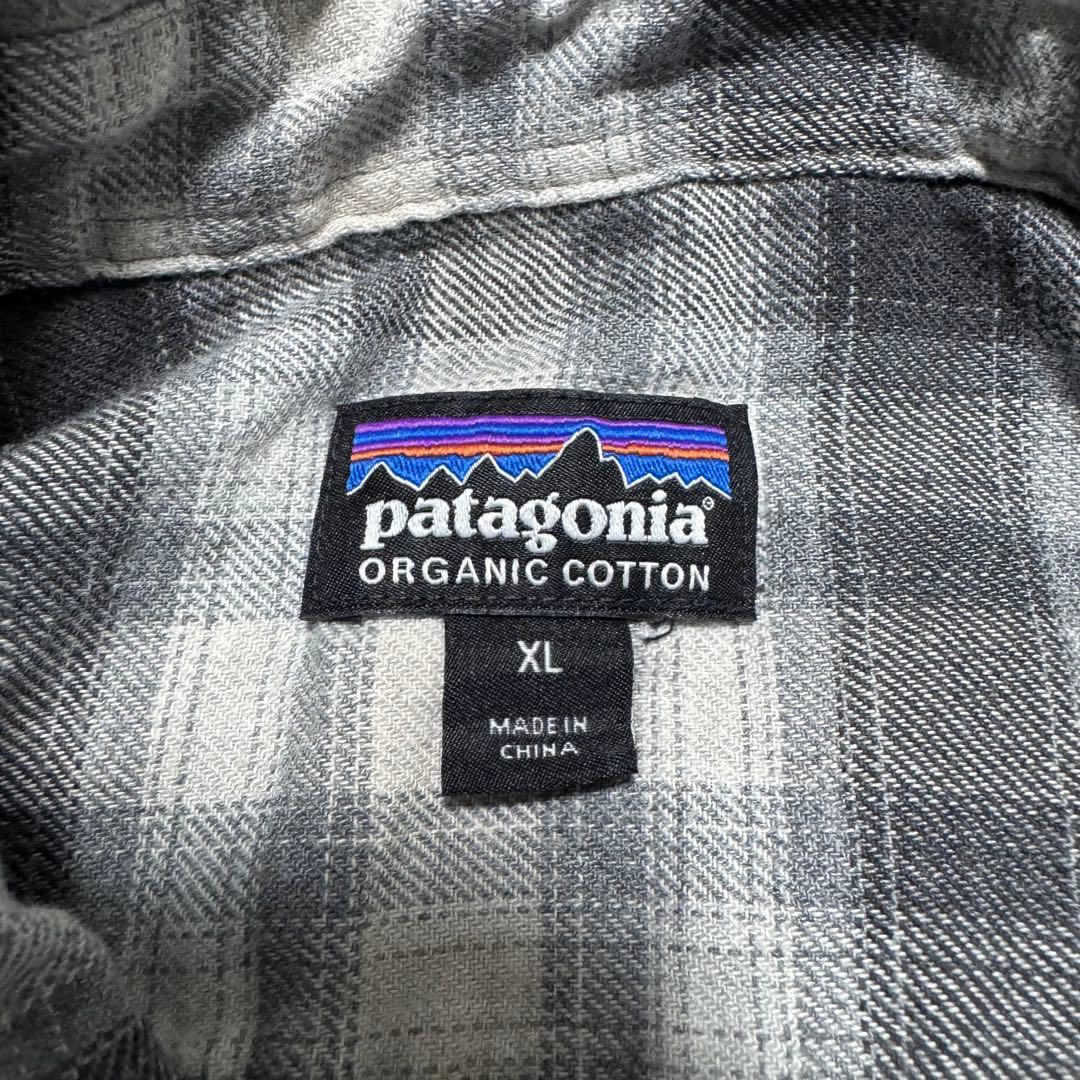 patagonia®
ORGANIC COTTON
XL
MADE IN
CHINA